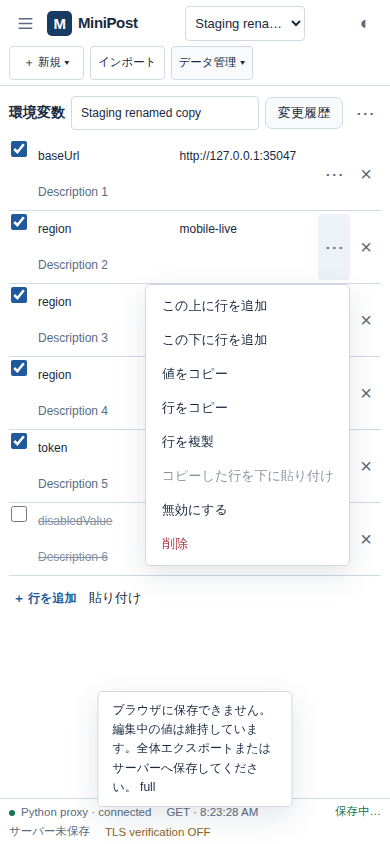 M MiniPost
Staging rena…
＋ 新規 ▾
インポート
データ管理 ▾
環境変数
Staging renamed copy
変更履歴
…
baseUrl
http://127.0.0.1:35047
Description 1
… ×
region
mobile-live
Description 2
… ×
region
Description 3
×
region
Description 4
×
token
Description 5
×
disabledValue
Description 6
×
この上に行を追加
この下に行を追加
値をコピー
行をコピー
行を複製
コピーした行を下に貼り付け
無効にする
削除
＋ 行を追加
貼り付け
ブラウザに保存できません。
編集中の値は維持していま
す。全体エクスポートまたは
サーバーへ保存してくださ
い。 full
Python proxy · connected
GET · 8:23:28 AM
保存中…
サーバー未保存
TLS verification OFF